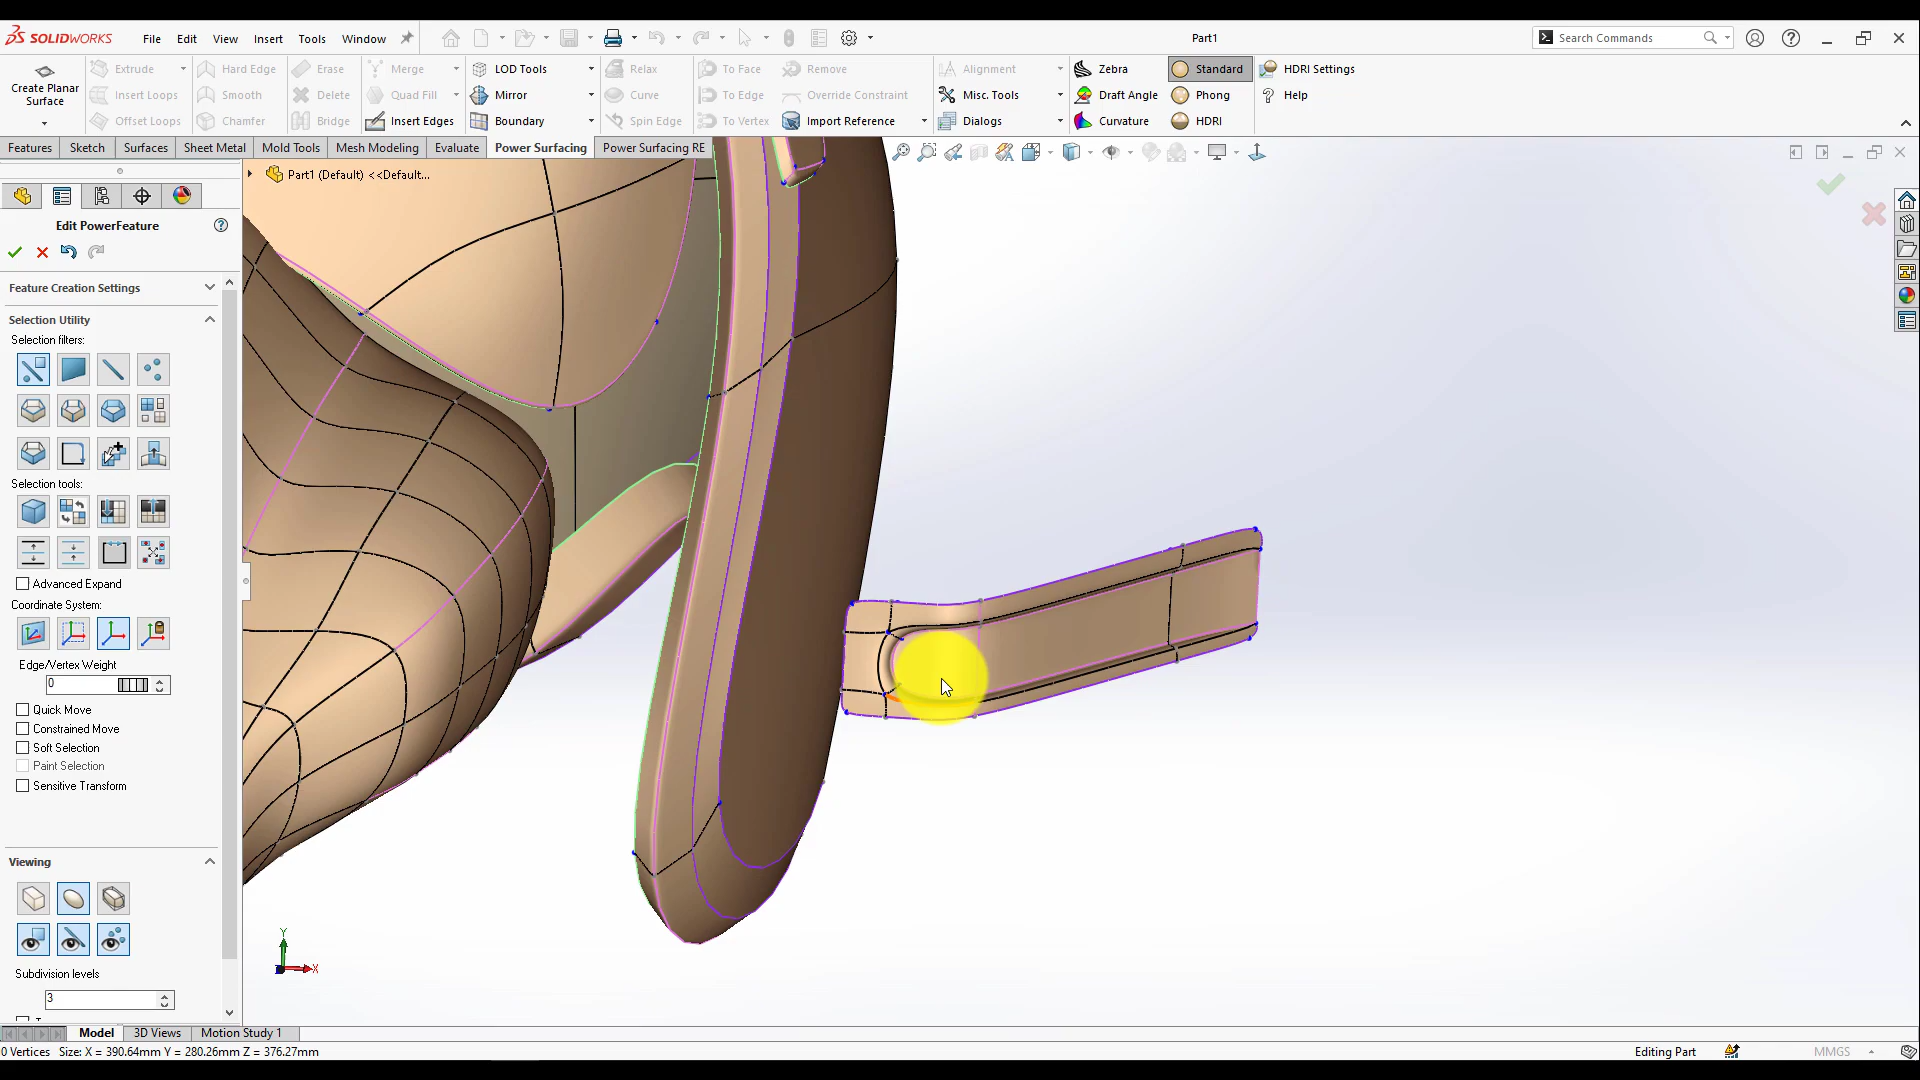 SOLIDWORKS File Edit View Insert Tools Window Part1 Search Commands
Extrude Hard Edge Erase Merge LOD Tools Relax To Face Remove Alignment Zebra Standard HDRI Settings
Create Planar Surface
Insert Loops Smooth Delete Quad Fill Mirror Curve To Edge Override Constraint Misc. Tools Draft Angle Phong Help
Offset Loops Chamfer Bridge Insert Edges Boundary Spin Edge To Vertex Import Reference Dialogs Curvature HDRI
Features Sketch Surfaces Sheet Metal Mold Tools Mesh Modeling Evaluate Power Surfacing Power Surfacing RE
Part1 (Default) <<Default...
Edit PowerFeature
Feature Creation Settings
Selection Utility
Selection filters:
Selection tools:
Advanced Expand
Coordinate System:
Edge/Vertex Weight
0
Quick Move
Constrained Move
Soft Selection
Paint Selection
Sensitive Transform
Viewing
Subdivision levels
3
Y
X
Model 3D Views Motion Study 1
0 Vertices Size: X = 390.64mm Y = 280.26mm Z = 376.27mm Editing Part MMGS